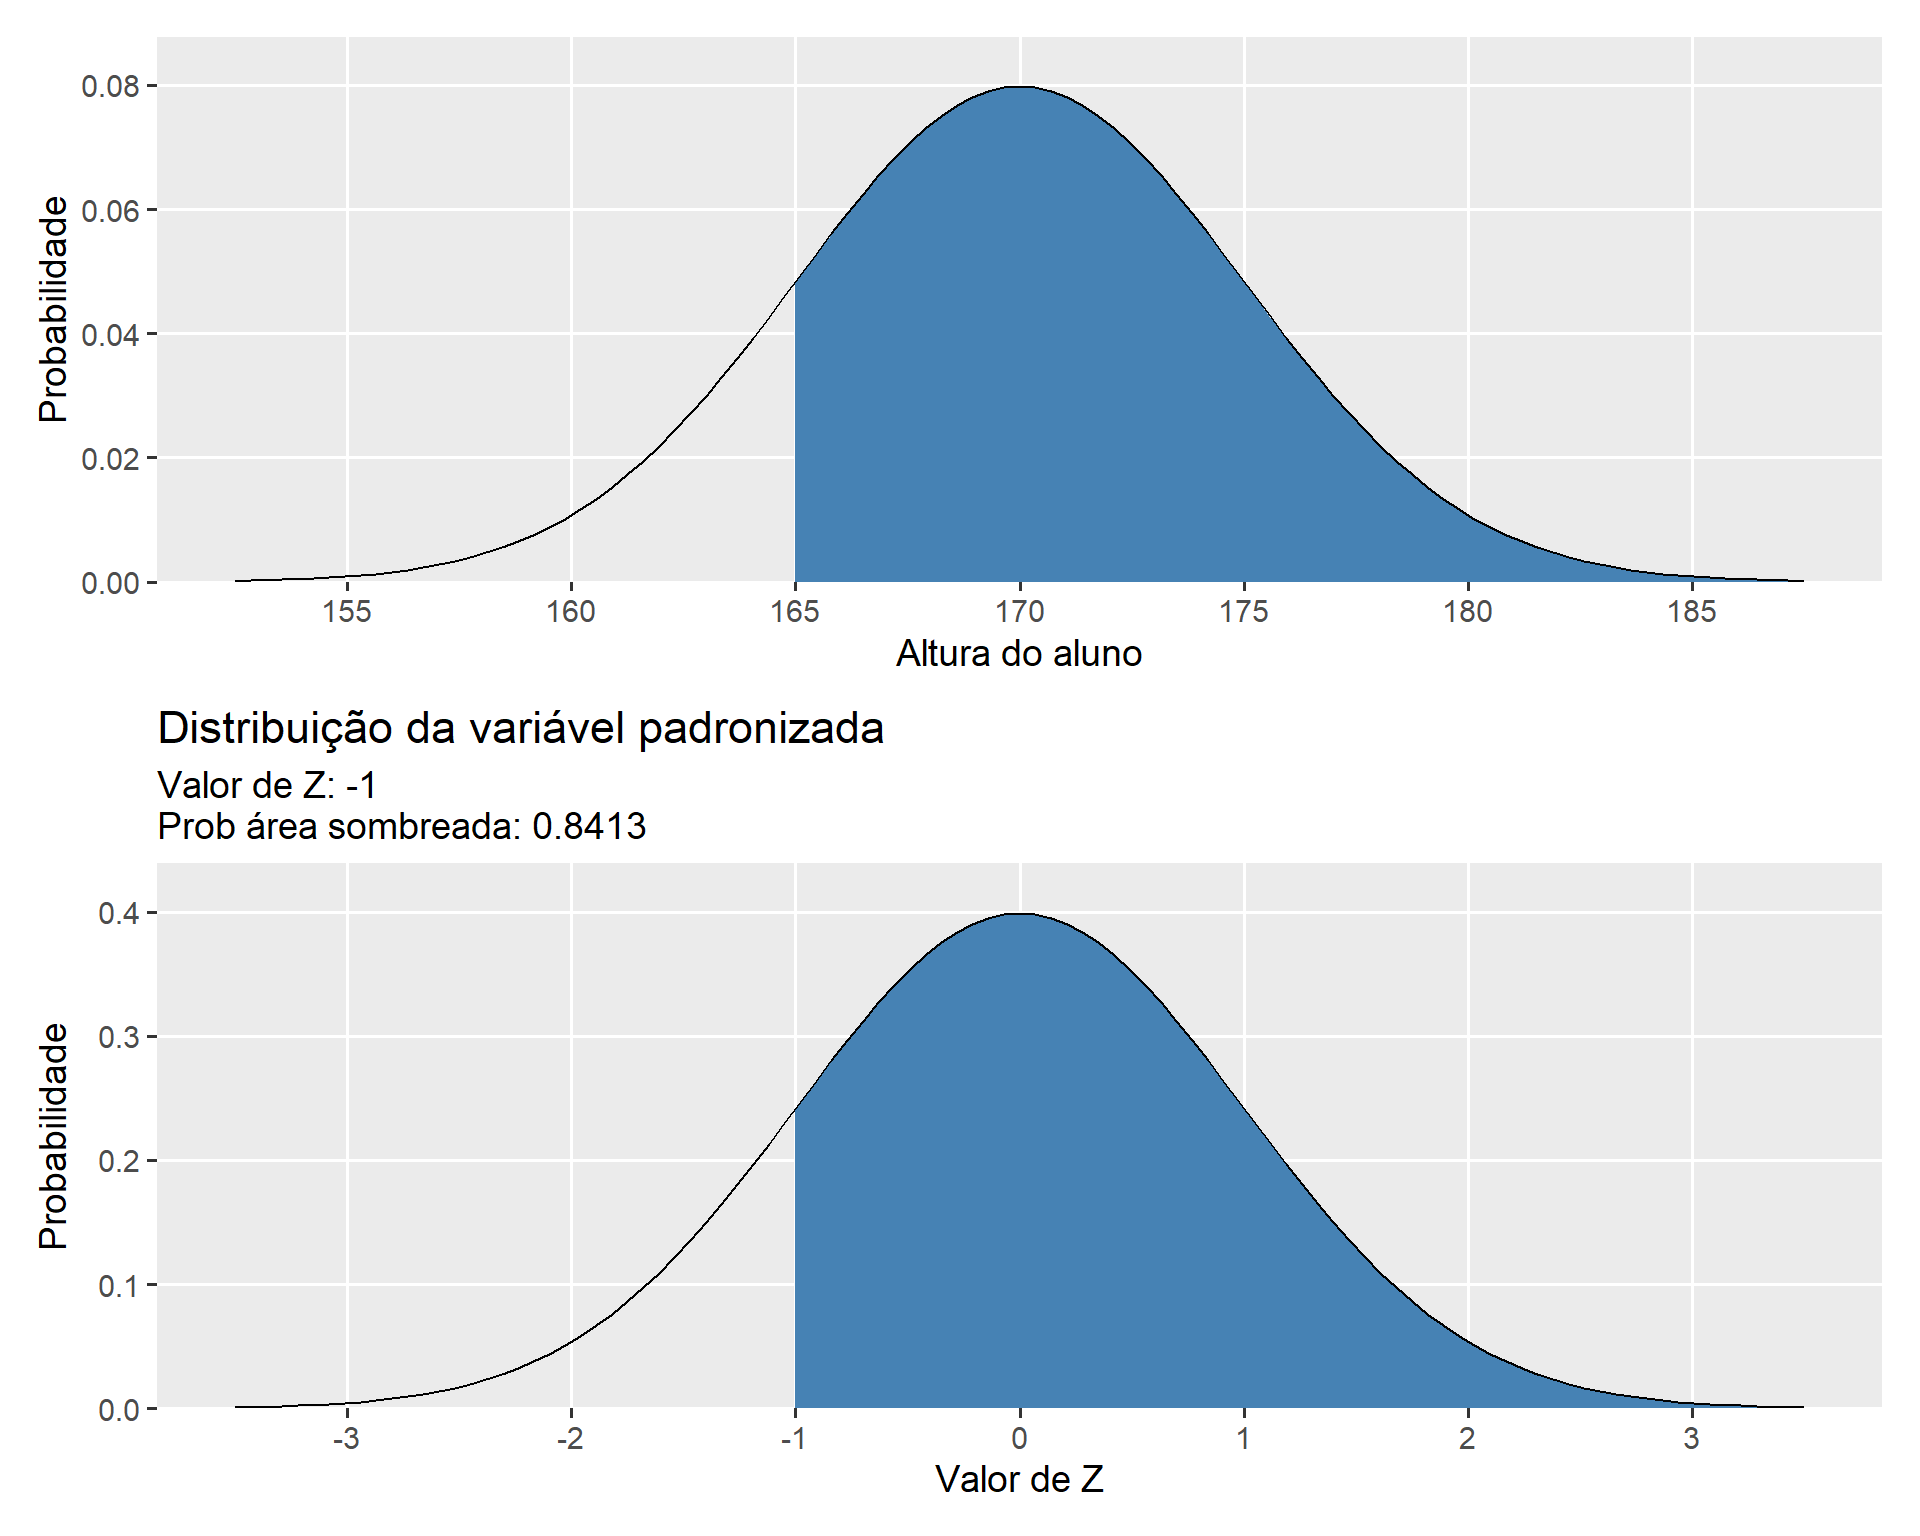 0.08
0.06
0.04
0.02
0.00
Probabilidade
155 160 165 170 175 180 185
Altura do aluno
Distribuição da variável padronizada
Valor de Z: -1
Prob área sombreada: 0.8413
0.4
0.3
0.2
0.1
0.0
Probabilidade
-3 -2 -1 0 1 2 3
Valor de Z